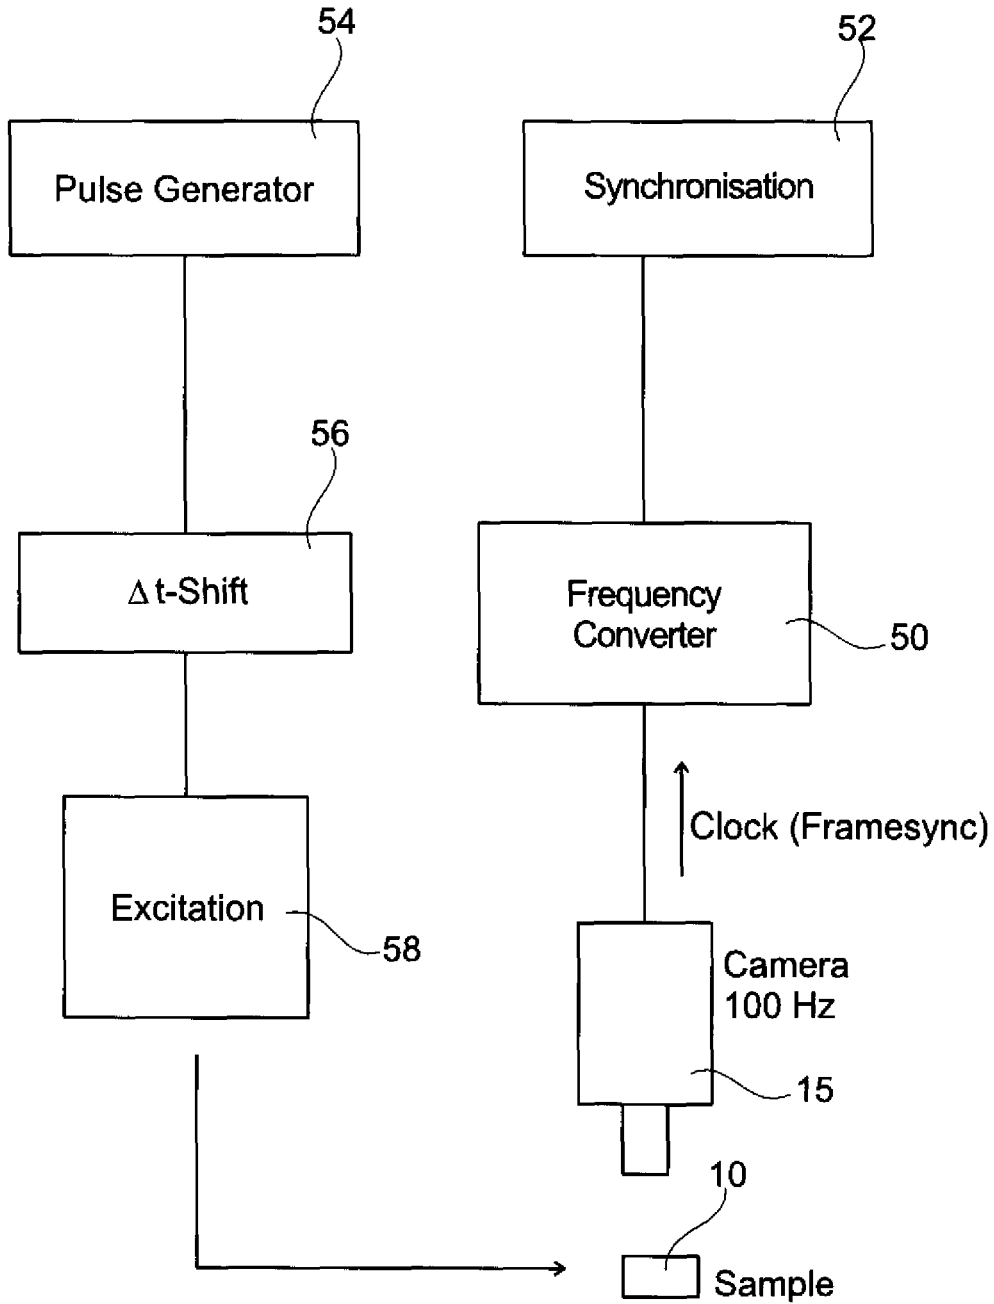 54
52
Pulse Generator
Synchronisation
56
Δ t-Shift
Frequency
Converter
50
Clock (Framesync)
Excitation
58
Camera
100 Hz
15
10
Sample